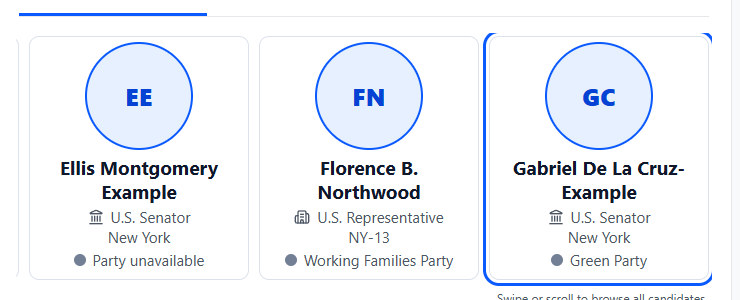 EE
Ellis Montgomery
Example
U.S. Senator
New York
Party unavailable
FN
Florence B.
Northwood
U.S. Representative
NY-13
Working Families Party
GC
Gabriel De La Cruz-
Example
U.S. Senator
New York
Green Party
Swipe or scroll to browse all candidates